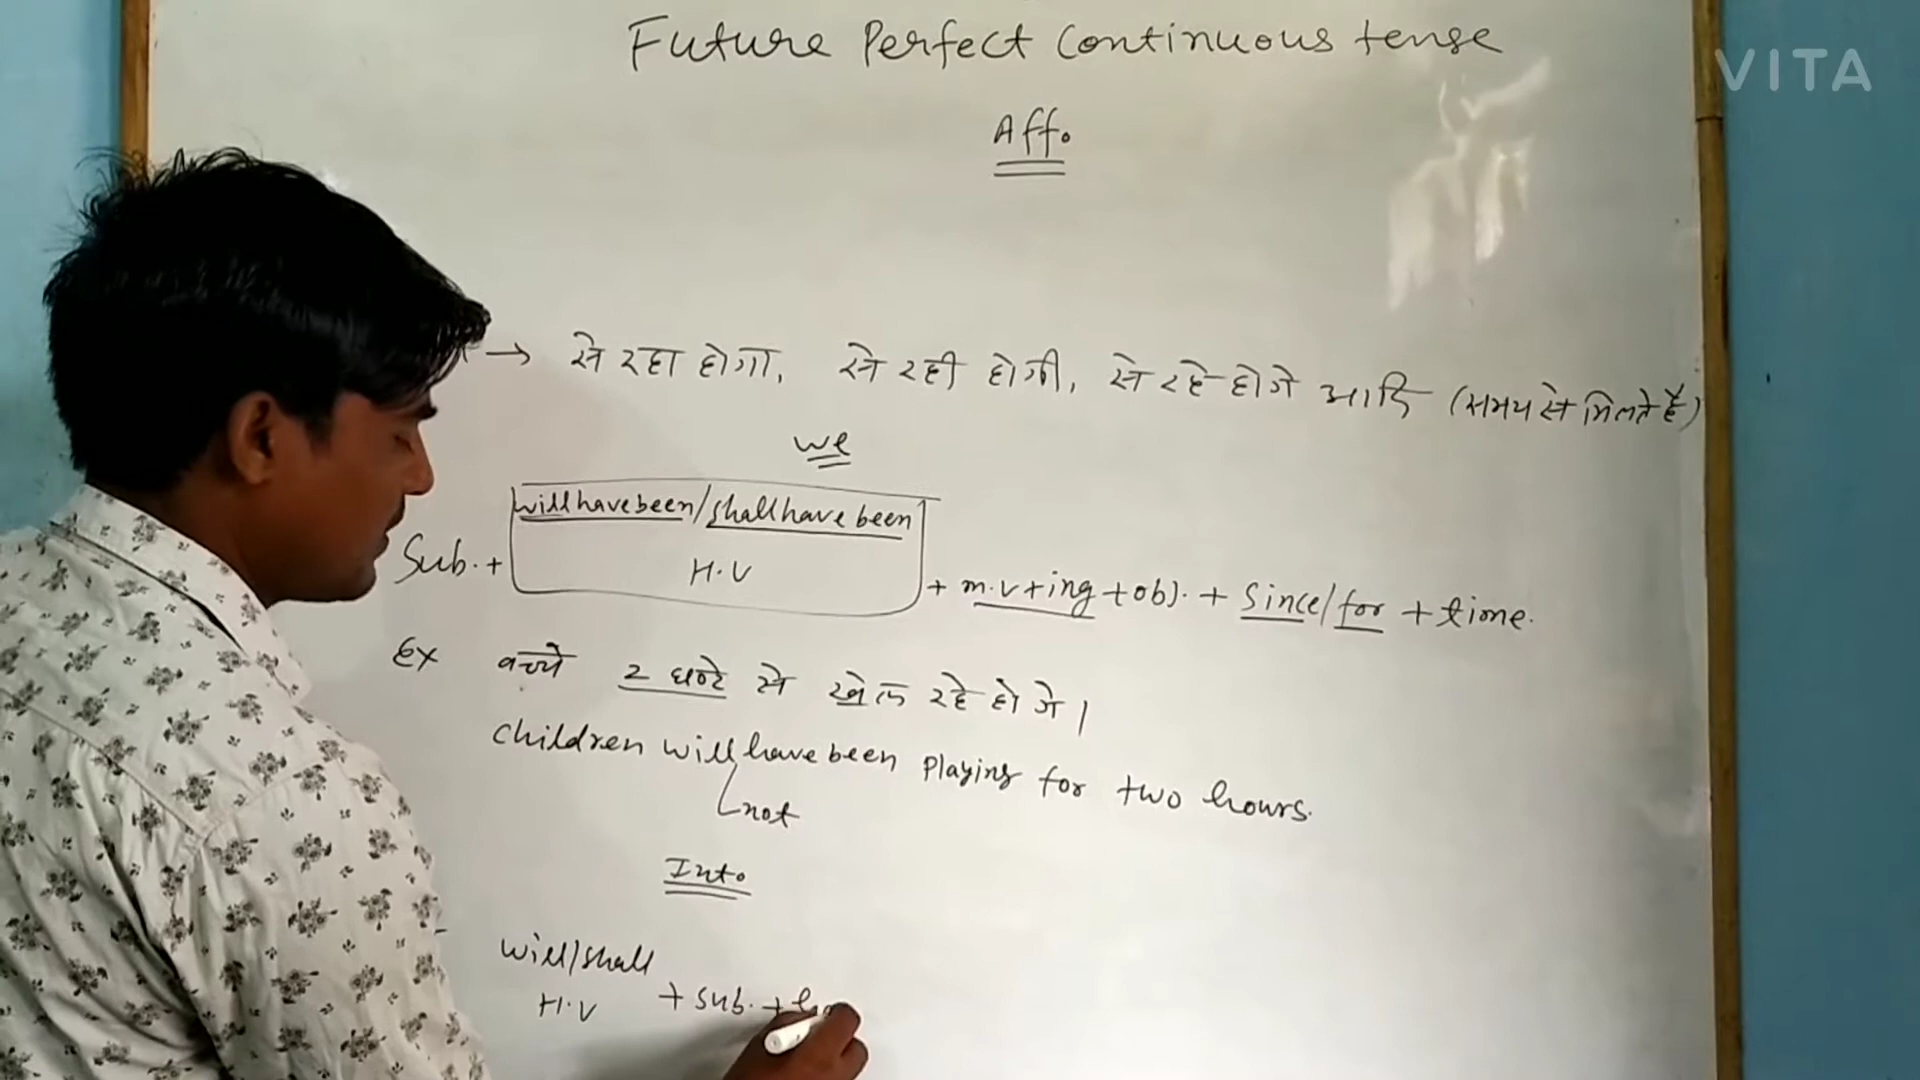 Future Perfect Continuous tense
VITA
Aff.
→ से रहा होगा, से रही होगी, से रहे होगे आदि (समय से मिलते है)
we
will have been/shall have been
Sub. + H.V + m.v+ing+obj. + Since/for + time.
Ex बच्चे 2 घण्टे से खेल रहे होगे।
children will have been Playing for two hours.
not
Int.
will/shall
H.V + sub. +